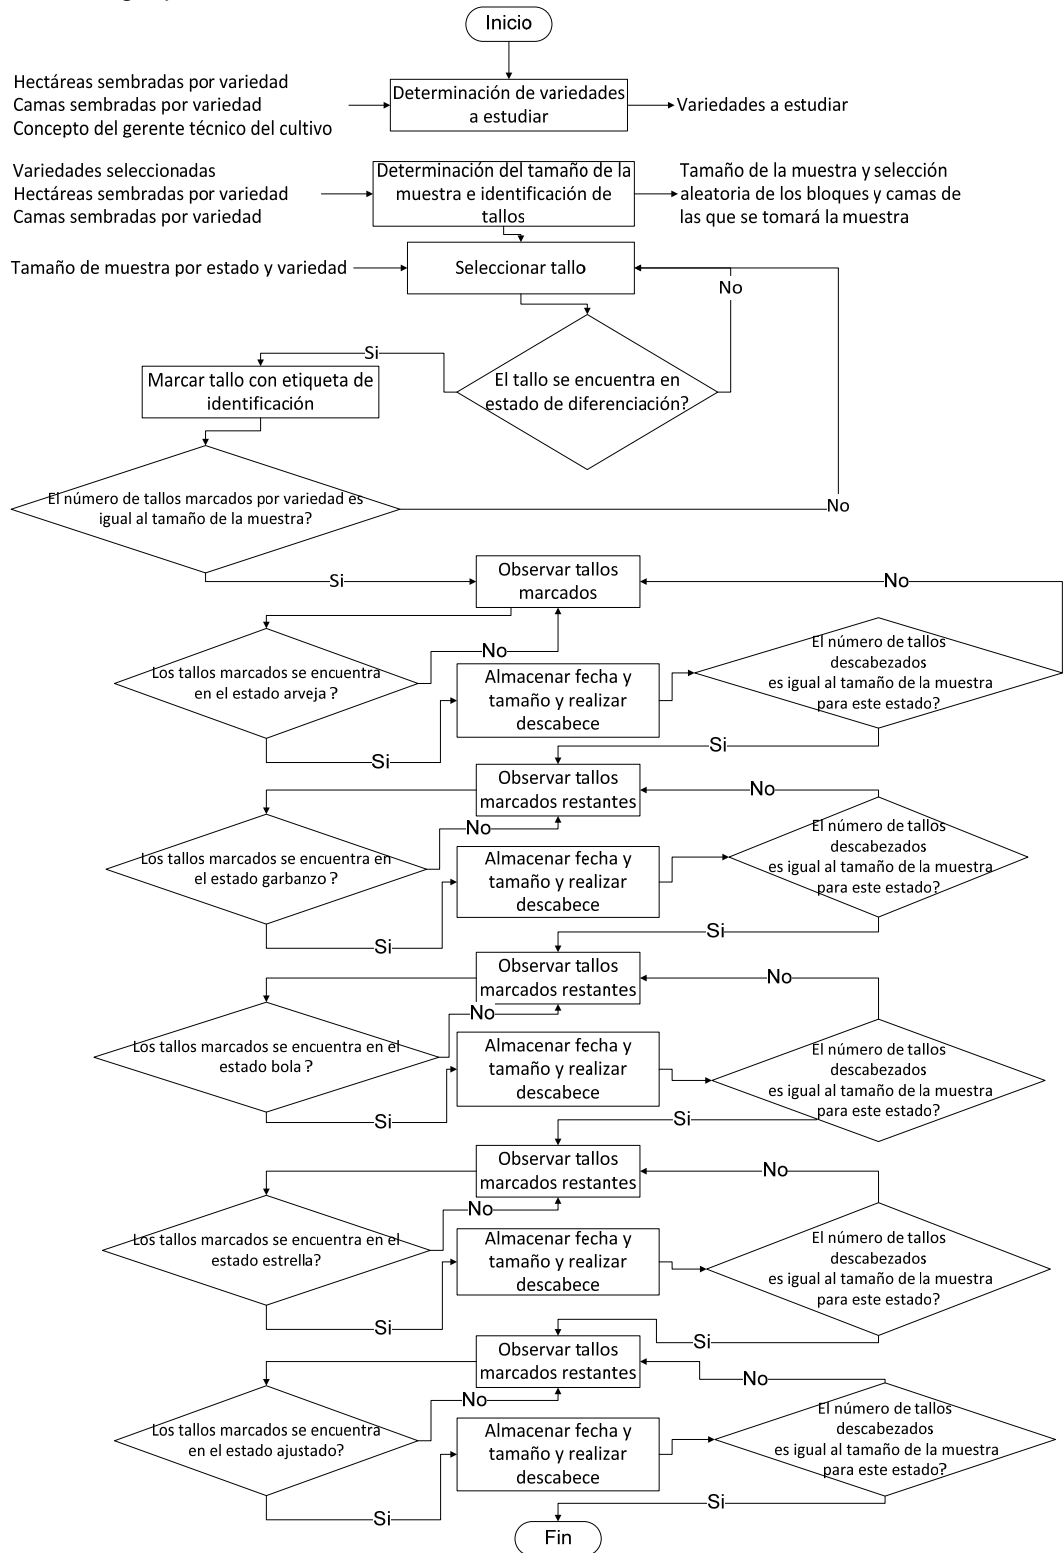 Inicio
Hectáreas sembradas por variedad
Camas sembradas por variedad
Concepto del gerente técnico del cultivo
Determinación de variedades
a estudiar
Variedades a estudiar
Variedades seleccionadas
Hectáreas sembradas por variedad
Camas sembradas por variedad
Determinación del tamaño de la
muestra e identificación de
tallos
Tamaño de la muestra y selección
aleatoria de los bloques y camas de
las que se tomará la muestra
Tamaño de muestra por estado y variedad
Seleccionar tallo
No
Si
El tallo se encuentra en
estado de diferenciación?
Marcar tallo con etiqueta de
identificación
El número de tallos marcados por variedad es
igual al tamaño de la muestra?
No
Si
Observar tallos
marcados
No
Los tallos marcados se encuentra
en el estado arveja ?
No
Si
Almacenar fecha y
tamaño y realizar
descabece
El número de tallos
descabezados
es igual al tamaño de la muestra
para este estado?
Si
Observar tallos
marcados restantes
No
Los tallos marcados se encuentra en
el estado garbanzo ?
No
Si
Almacenar fecha y
tamaño y realizar
descabece
El número de tallos
descabezados
es igual al tamaño de la muestra
para este estado?
Si
Observar tallos
marcados restantes
No
Los tallos marcados se encuentra en el
estado bola ?
No
Si
Almacenar fecha y
tamaño y realizar
descabece
El número de tallos
descabezados
es igual al tamaño de la muestra
para este estado?
Si
Observar tallos
marcados restantes
No
Los tallos marcados se encuentra en el
estado estrella?
No
Si
Almacenar fecha y
tamaño y realizar
descabece
El número de tallos
descabezados
es igual al tamaño de la muestra
para este estado?
Si
Observar tallos
marcados restantes
No
Los tallos marcados se encuentra
en el estado ajustado?
No
Si
Almacenar fecha y
tamaño y realizar
descabece
El número de tallos
descabezados
es igual al tamaño de la muestra
para este estado?
Si
Fin